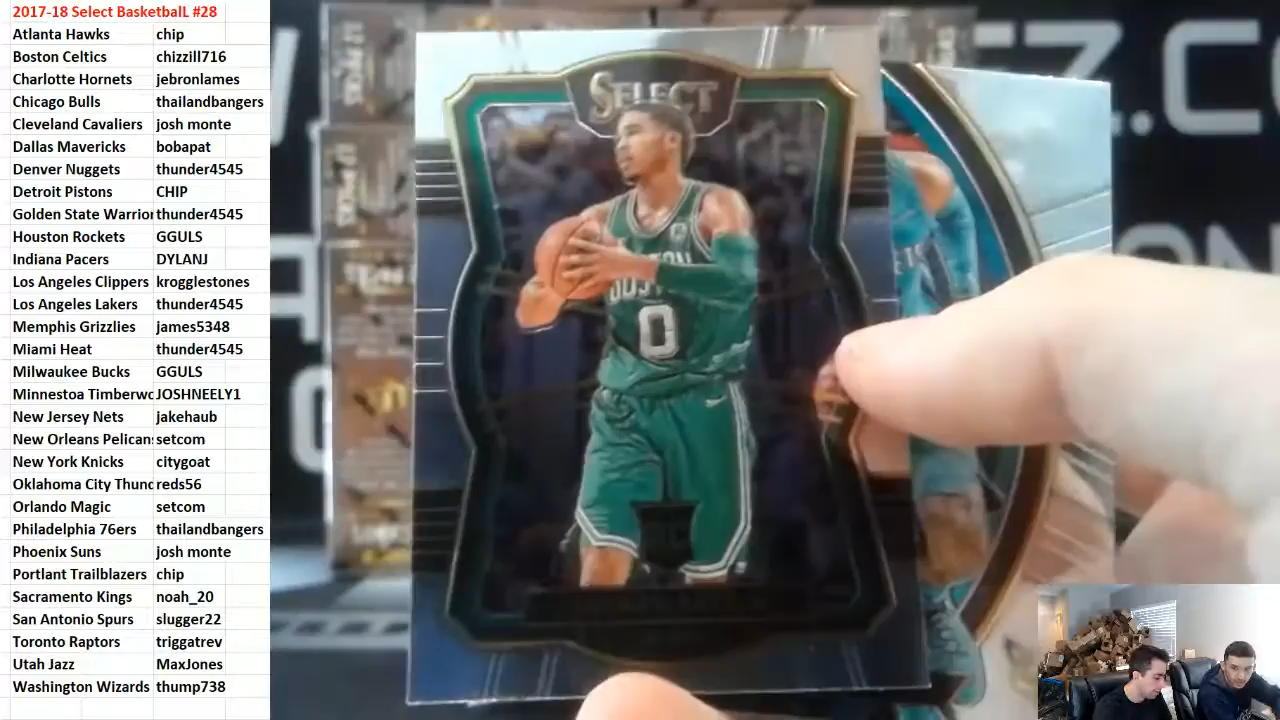 2017-18 Select BasketbalL #28
Atlanta Hawks chip
Boston Celtics chizzill716
Charlotte Hornets jebronlames
Chicago Bulls thailandbangers
Cleveland Cavaliers josh monte
Dallas Mavericks bobapat
Denver Nuggets thunder4545
Detroit Pistons CHIP
Golden State Warrior thunder4545
Houston Rockets GGULS
Indiana Pacers DYLANJ
Los Angeles Clippers krogglestones
Los Angeles Lakers thunder4545
Memphis Grizzlies james5348
Miami Heat thunder4545
Milwaukee Bucks GGULS
Minnestoa Timberwo JOSHNEELY1
New Jersey Nets jakehaub
New Orleans Pelican setcom
New York Knicks citygoat
Oklahoma City Thund reds56
Orlando Magic setcom
Philadelphia 76ers thailandbangers
Phoenix Suns josh monte
Portlant Trailblazers chip
Sacramento Kings noah_20
San Antonio Spurs slugger22
Toronto Raptors triggatrev
Utah Jazz MaxJones
Washington Wizards thump738
SELECT
BOSTON
0